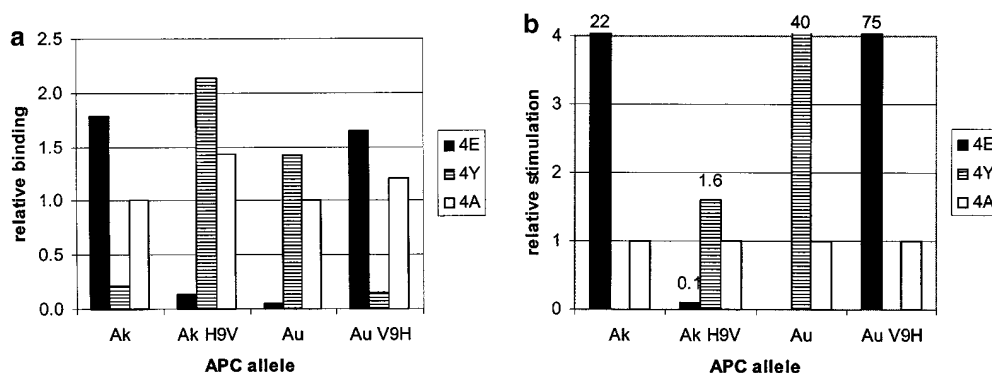 a
2.5
2.0
1.5
1.0
0.5
0.0
relative binding
Ak
Ak H9V
Au
Au V9H
APC allele
4E
4Y
4A
b
22
40
75
4
3
2
1
0
relative stimulation
1.6
0.1
Ak
Ak H9V
Au
Au V9H
APC allele
4E
4Y
4A